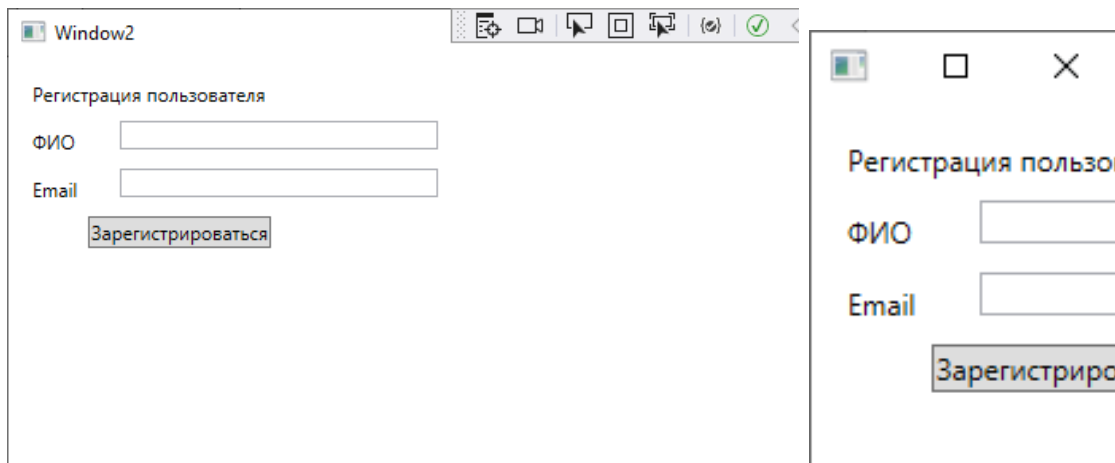 Window2
Регистрация пользователя
ФИО
Email
Зарегистрироваться
Регистрация пользо
ФИО
Email
Зарегистриро